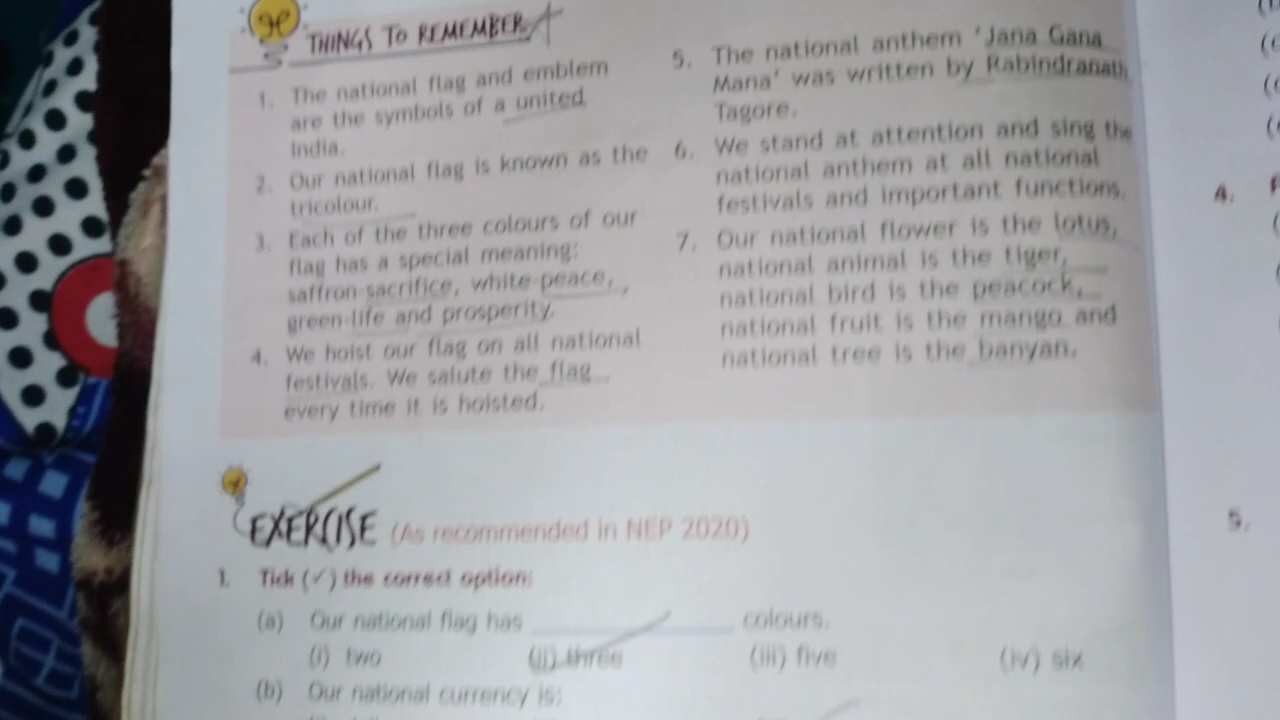 THINGS TO REMEMBER
1. The national flag and emblem
are the symbols of a united
India.
2. Our national flag is known as the
tricolour.
3. Each of the three colours of our
flag has a special meaning:
saffron-sacrifice, white-peace,
green-life and prosperity.
4. We hoist our flag on all national
festivals. We salute the flag
every time it is hoisted.
5. The national anthem 'Jana Gana
Mana' was written by Rabindranath
Tagore.
6. We stand at attention and sing the
national anthem at all national
festivals and important functions.
7. Our national flower is the lotus,
national animal is the tiger,
national bird is the peacock,
national fruit is the mango and
national tree is the banyan.
EXERCISE (As recommended in NEP 2020)
1. Tick (✓) the correct option:
(a) Our national flag has ____________ colours.
(i) two (ii) three (iii) five (iv) six
(b) Our national currency is:
4.
5.